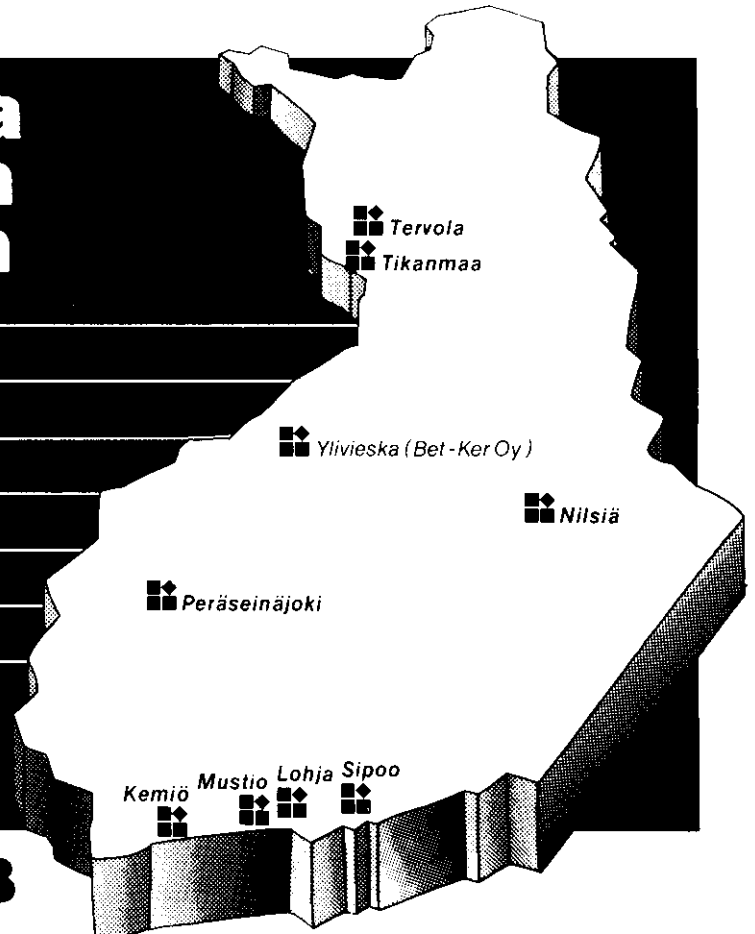 a
n
n
Tervola
Tikanmaa
Ylivieska (Bet-Ker Oy)
Nilsiä
Peräseinäjoki
Kemiö
Mustio
Lohja
Sipoo